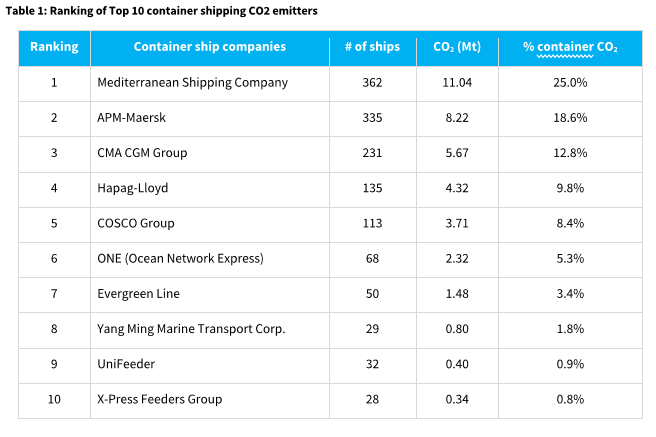 Table 1: Ranking of Top 10 container shipping CO2 emitters
Ranking Container ship companies # of ships CO₂ (Mt) % container CO₂
1 Mediterranean Shipping Company 362 11.04 25.0%
2 APM-Maersk 335 8.22 18.6%
3 CMA CGM Group 231 5.67 12.8%
4 Hapag-Lloyd 135 4.32 9.8%
5 COSCO Group 113 3.71 8.4%
6 ONE (Ocean Network Express) 68 2.32 5.3%
7 Evergreen Line 50 1.48 3.4%
8 Yang Ming Marine Transport Corp. 29 0.80 1.8%
9 UniFeeder 32 0.40 0.9%
10 X-Press Feeders Group 28 0.34 0.8%